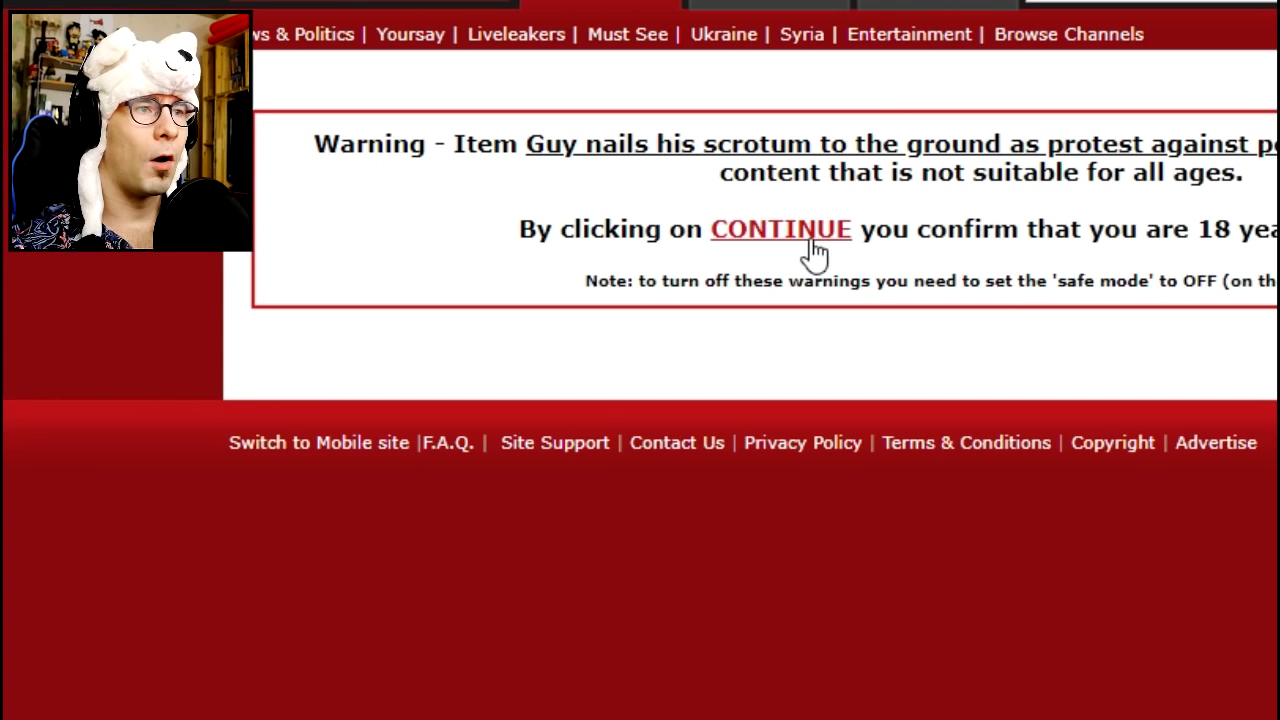 ws & Politics | Yoursay | Liveleakers | Must See | Ukraine | Syria | Entertainment | Browse Channels
Warning - Item Guy nails his scrotum to the ground as protest against p
content that is not suitable for all ages.
By clicking on CONTINUE you confirm that you are 18 yea
Note: to turn off these warnings you need to set the 'safe mode' to OFF (on th
Switch to Mobile site |F.A.Q. | Site Support | Contact Us | Privacy Policy | Terms & Conditions | Copyright | Advertise